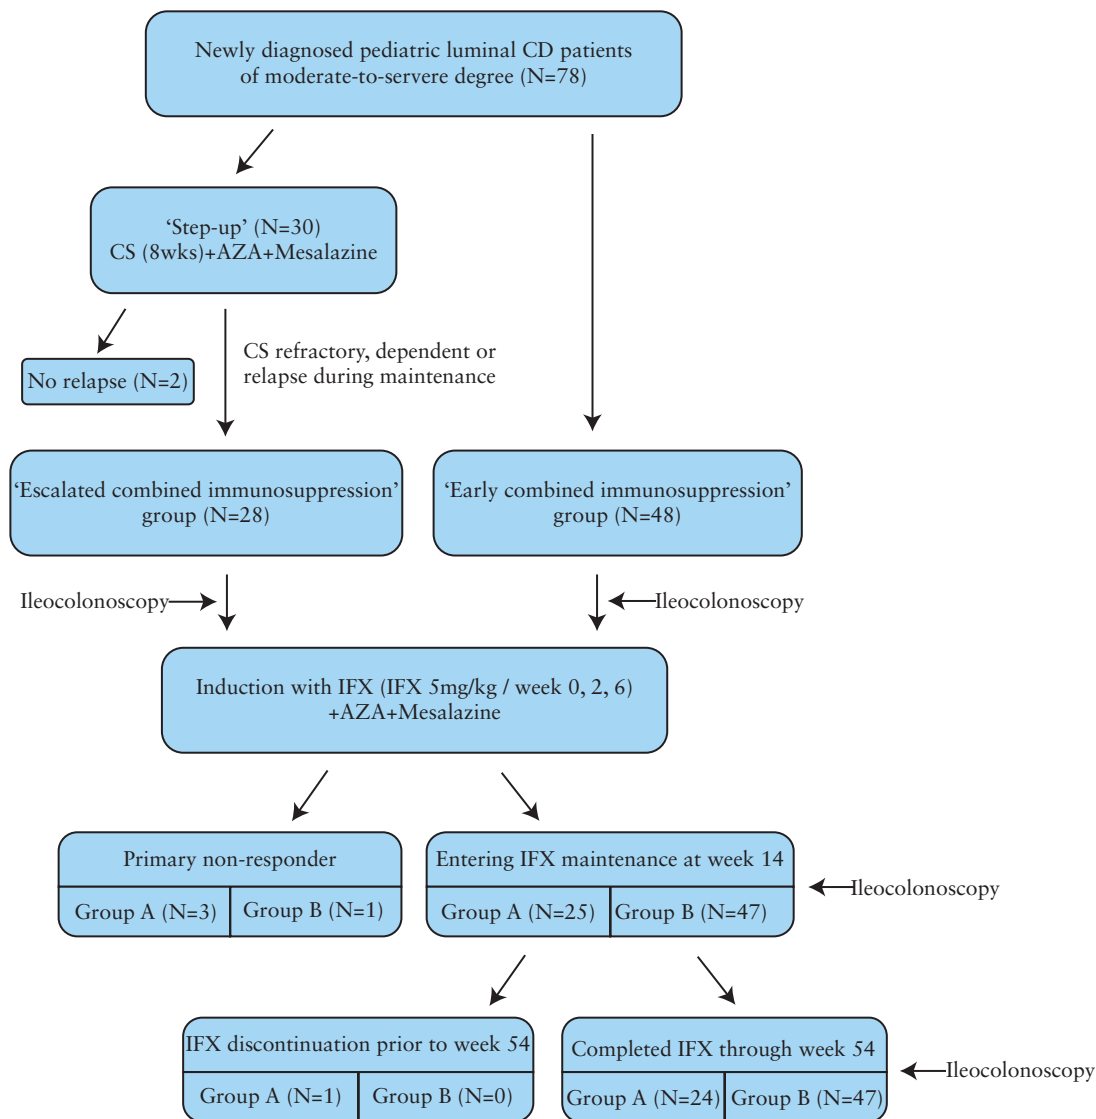 Newly diagnosed pediatric luminal CD patients
of moderate-to-servere degree (N=78)
‘Step-up’ (N=30)
CS (8wks)+AZA+Mesalazine
CS refractory, dependent or
relapse during maintenance
No relapse (N=2)
‘Escalated combined immunosuppression’
group (N=28)
‘Early combined immunosuppression’
group (N=48)
Ileocolonoscopy
Ileocolonoscopy
Induction with IFX (IFX 5mg/kg / week 0, 2, 6)
+AZA+Mesalazine
Primary non-responder
Group A (N=3)
Group B (N=1)
Entering IFX maintenance at week 14
Group A (N=25)
Group B (N=47)
Ileocolonoscopy
IFX discontinuation prior to week 54
Group A (N=1)
Group B (N=0)
Completed IFX through week 54
Group A (N=24)
Group B (N=47)
Ileocolonoscopy